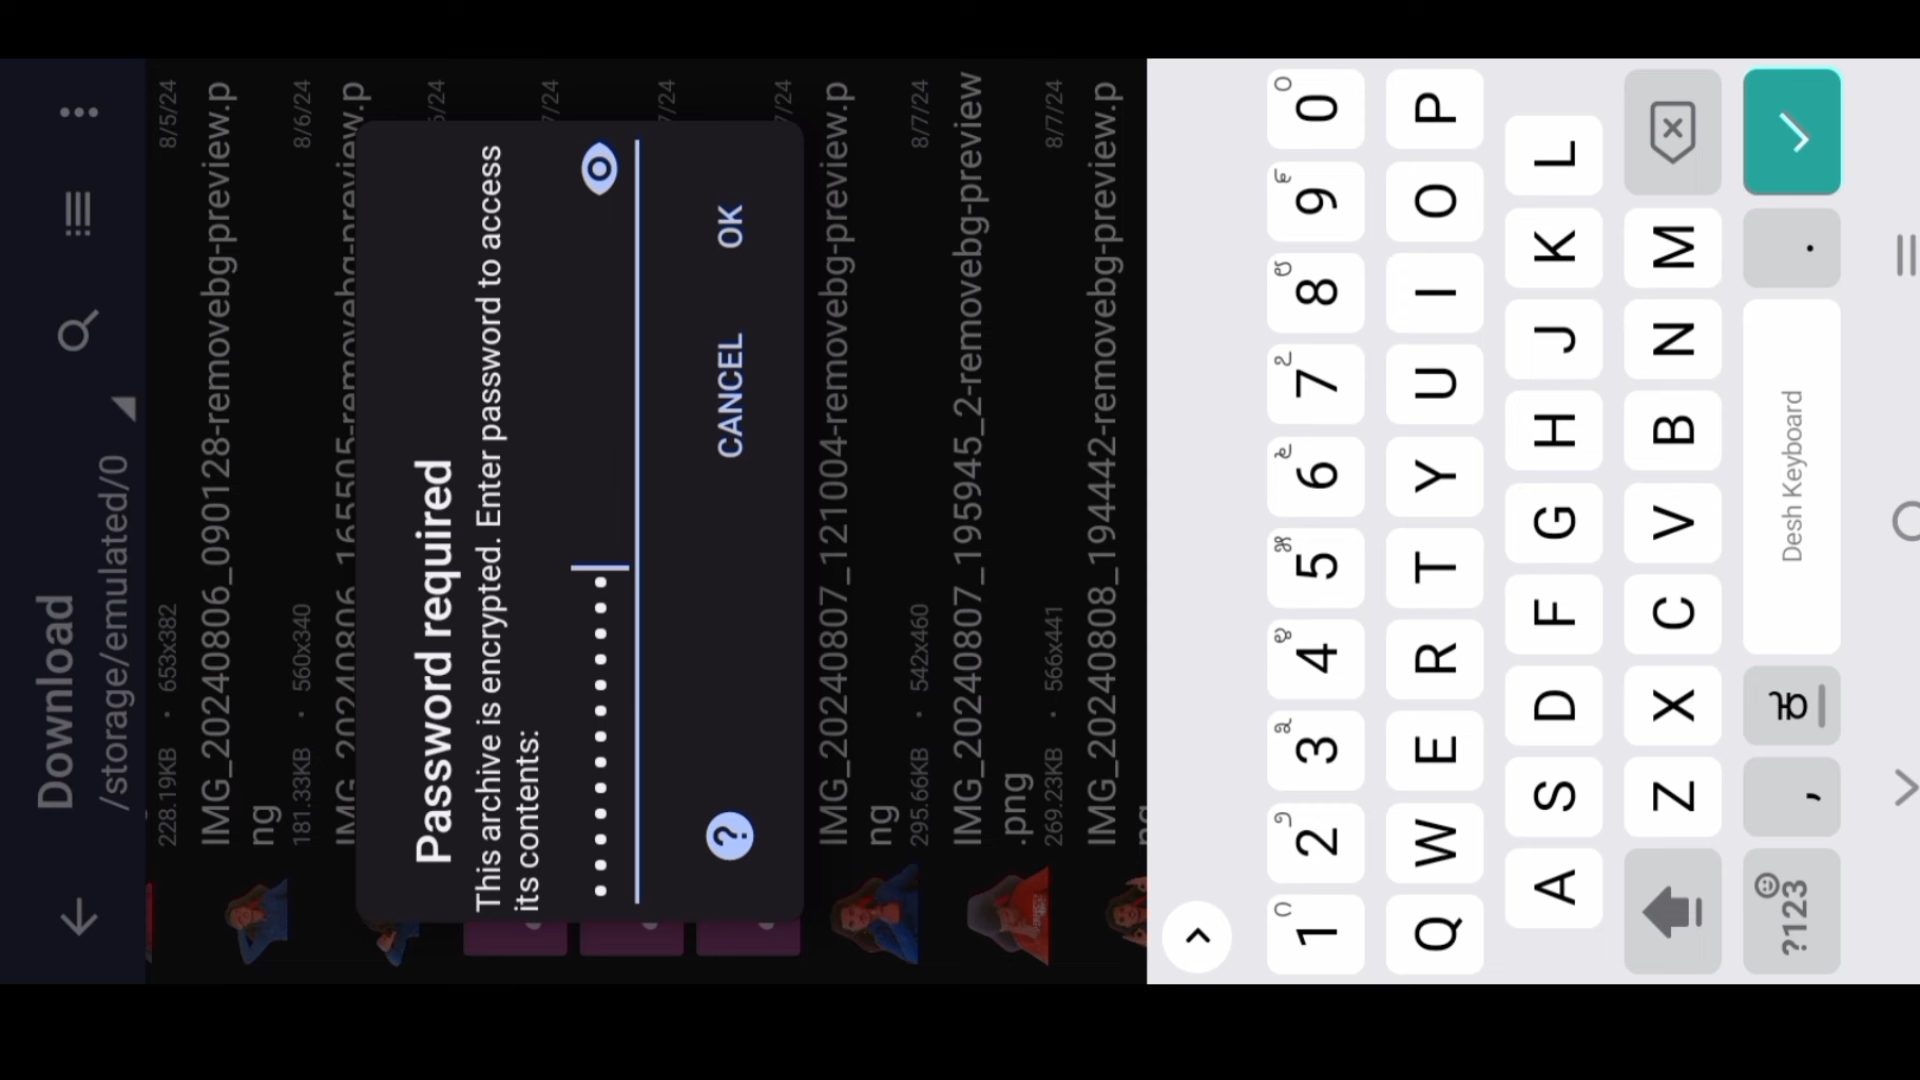 Download
/storage/emulated/0
228.19KB · 653x382
8/5/24
IMG_20240806_090128-removebg-preview.p
ng
181.33KB · 560x340
8/6/24
IMG_20240806_165505-removebg-preview.p
Password required
This archive is encrypted. Enter password to access
its contents:
CANCEL
OK
IMG_20240807_121004-removebg-preview.p
ng
295.66KB · 542x460
8/7/24
IMG_20240807_195945_2-removebg-preview
.png
269.23KB · 566x441
8/7/24
IMG_20240808_194442-removebg-preview.p
1 2 3 4 5 6 7 8 9 0
Q W E R T Y U I O P
A S D F G H J K L
Z X C V B N M
?123 , Desh Keyboard .